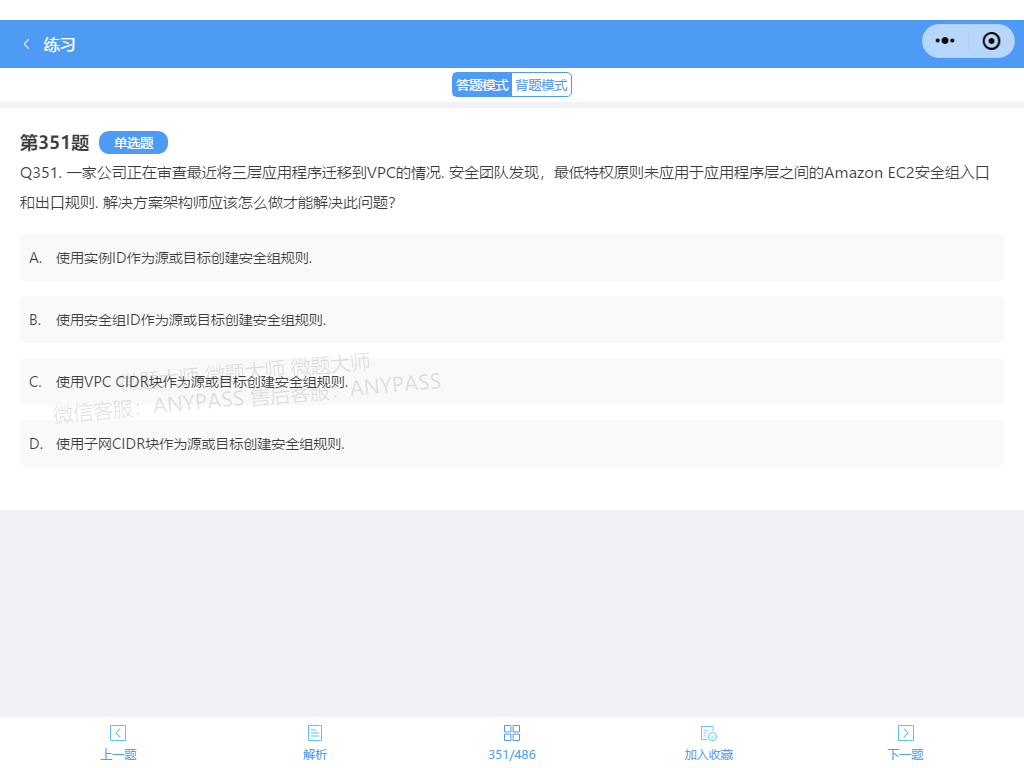 练习
答题模式 背题模式
第351题 单选题
Q351. 一家公司正在审查最近将三层应用程序迁移到VPC的情况. 安全团队发现，最低特权原则未应用于应用程序层之间的Amazon EC2安全组入口
和出口规则. 解决方案架构师应该怎么做才能解决此问题?
A. 使用实例ID作为源或目标创建安全组规则.
B. 使用安全组ID作为源或目标创建安全组规则.
微题大师 微题大师 微题大师
C. 使用VPC CIDR块作为源或目标创建安全组规则.
微信客服：ANYPASS 售后客服：ANYPASS
D. 使用子网CIDR块作为源或目标创建安全组规则.
上一题 解析 351/486 加入收藏 下一题